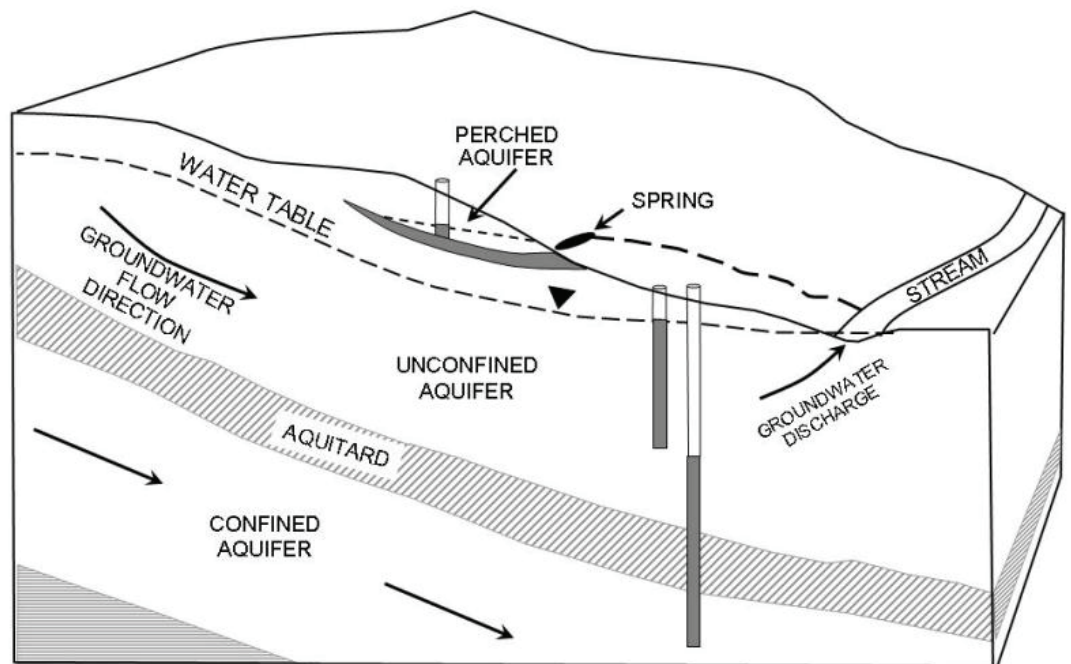 PERCHED
AQUIFER
SPRING
WATER TABLE
GROUNDWATER
FLOW
DIRECTION
STREAM
UNCONFINED
AQUIFER
GROUNDWATER
DISCHARGE
AQUITARD
CONFINED
AQUIFER